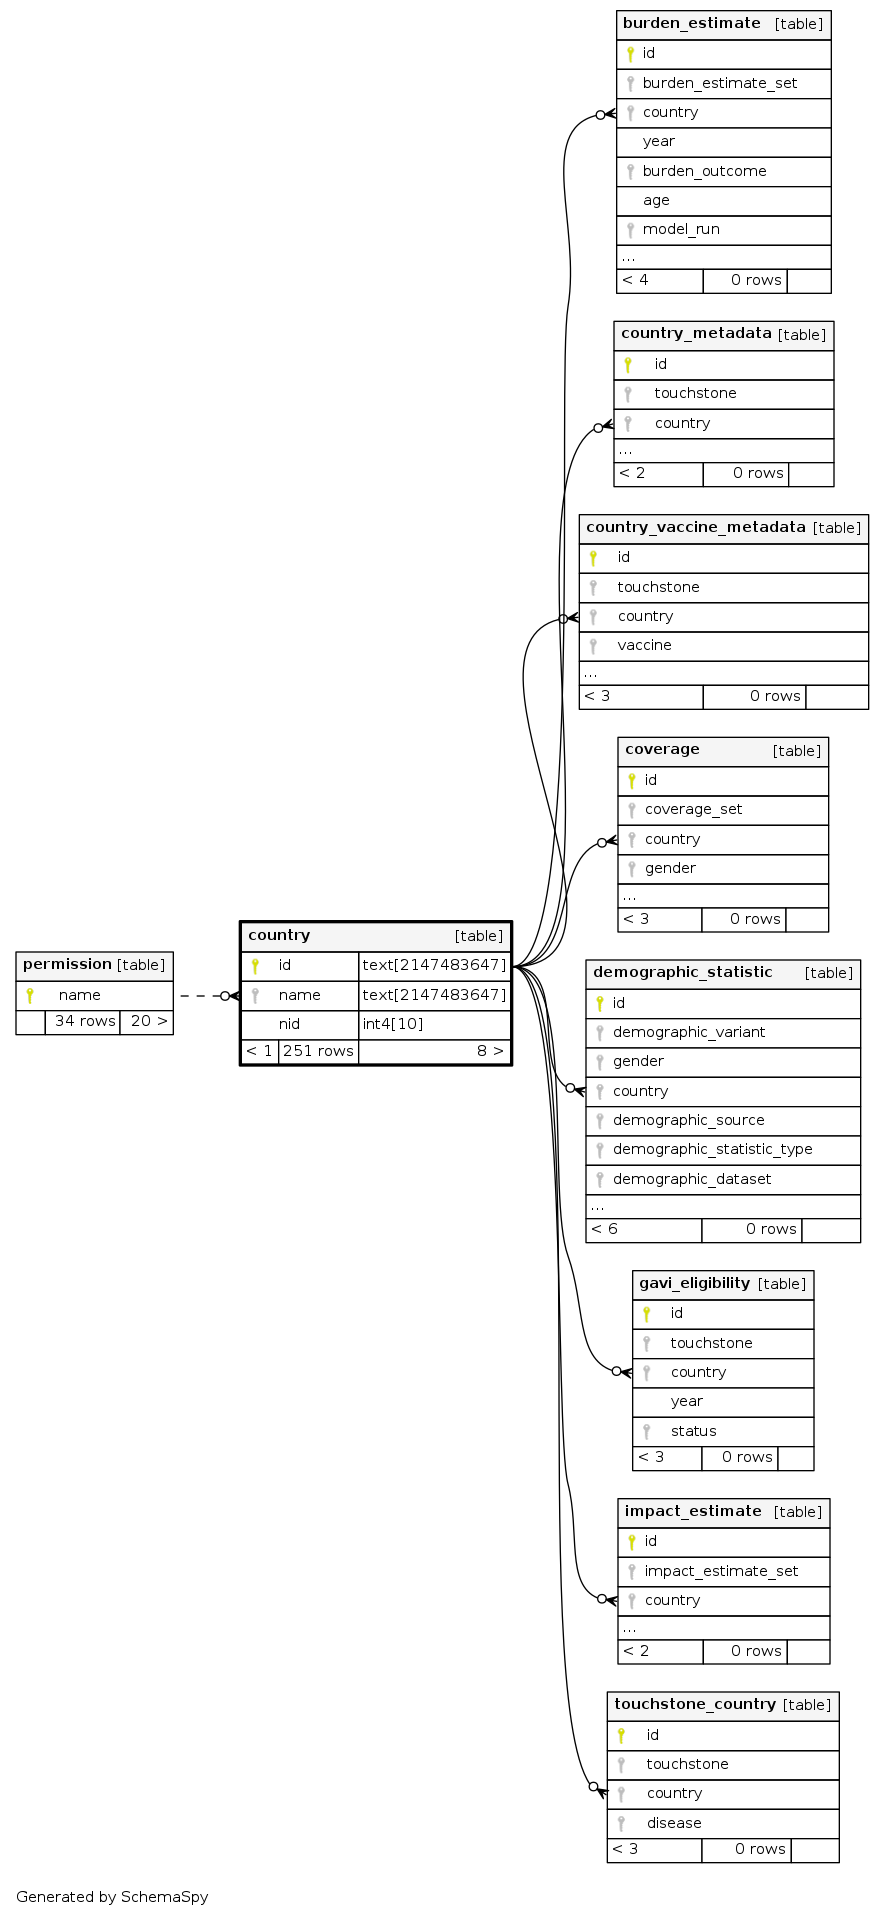 burden_estimate [table]
id
burden_estimate_set
country
year
burden_outcome
age
model_run
...
< 4 0 rows
country_metadata [table]
id
touchstone
country
...
< 2 0 rows
country_vaccine_metadata [table]
id
touchstone
country
vaccine
...
< 3 0 rows
coverage [table]
id
coverage_set
country
gender
...
< 3 0 rows
permission [table]
name
34 rows 20 >
country [table]
id text[2147483647]
name text[2147483647]
nid int4[10]
< 1 251 rows 8 >
demographic_statistic [table]
id
demographic_variant
gender
country
demographic_source
demographic_statistic_type
demographic_dataset
...
< 6 0 rows
gavi_eligibility [table]
id
touchstone
country
year
status
< 3 0 rows
impact_estimate [table]
id
impact_estimate_set
country
...
< 2 0 rows
touchstone_country [table]
id
touchstone
country
disease
< 3 0 rows
Generated by SchemaSpy